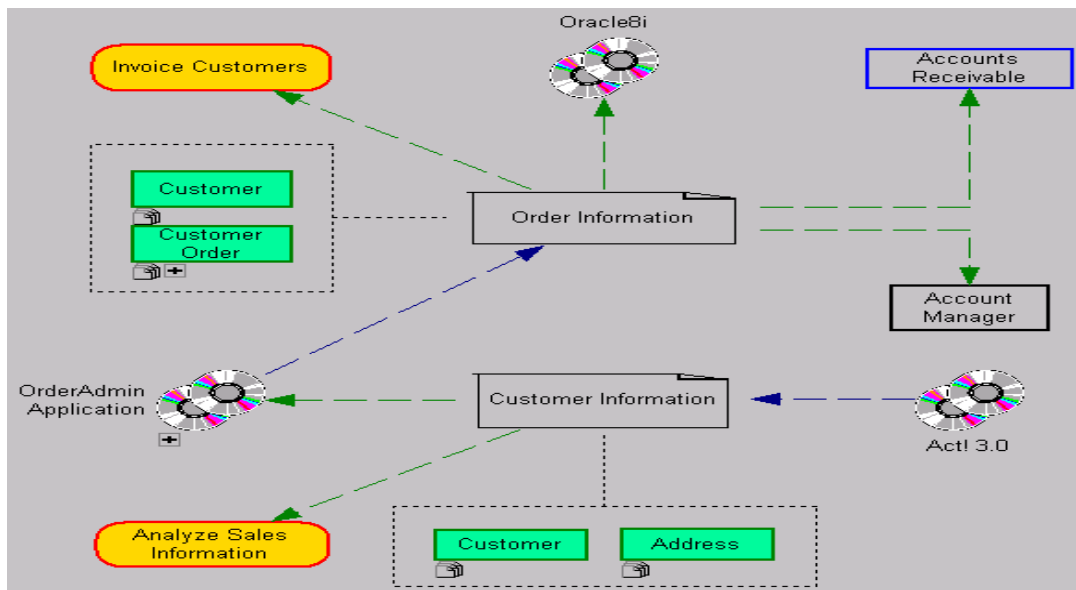 Oracle8i
Invoice Customers
Accounts
Receivable
Customer
Order Information
Customer
Order
Account
Manager
OrderAdmin
Application
Customer Information
Act! 3.0
Analyze Sales
Information
Customer
Address